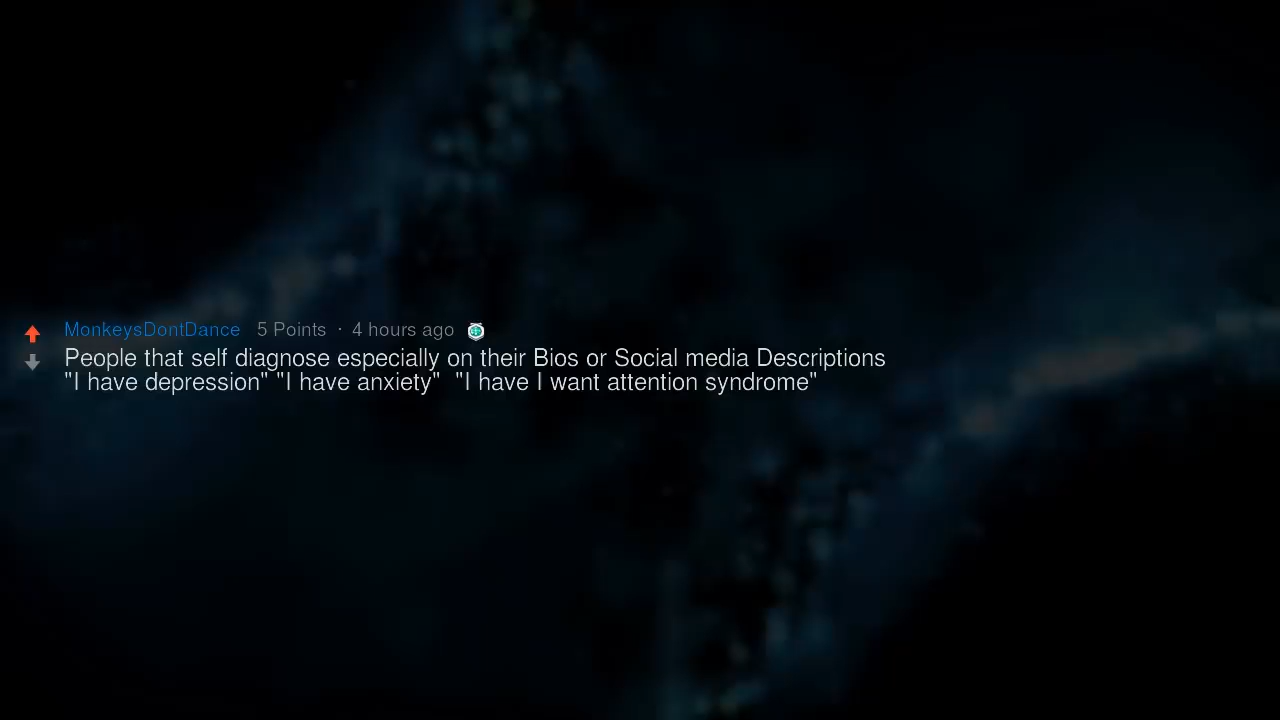 MonkeysDontDance 5 Points · 4 hours ago
People that self diagnose especially on their Bios or Social media Descriptions
"I have depression" "I have anxiety"  "I have I want attention syndrome"